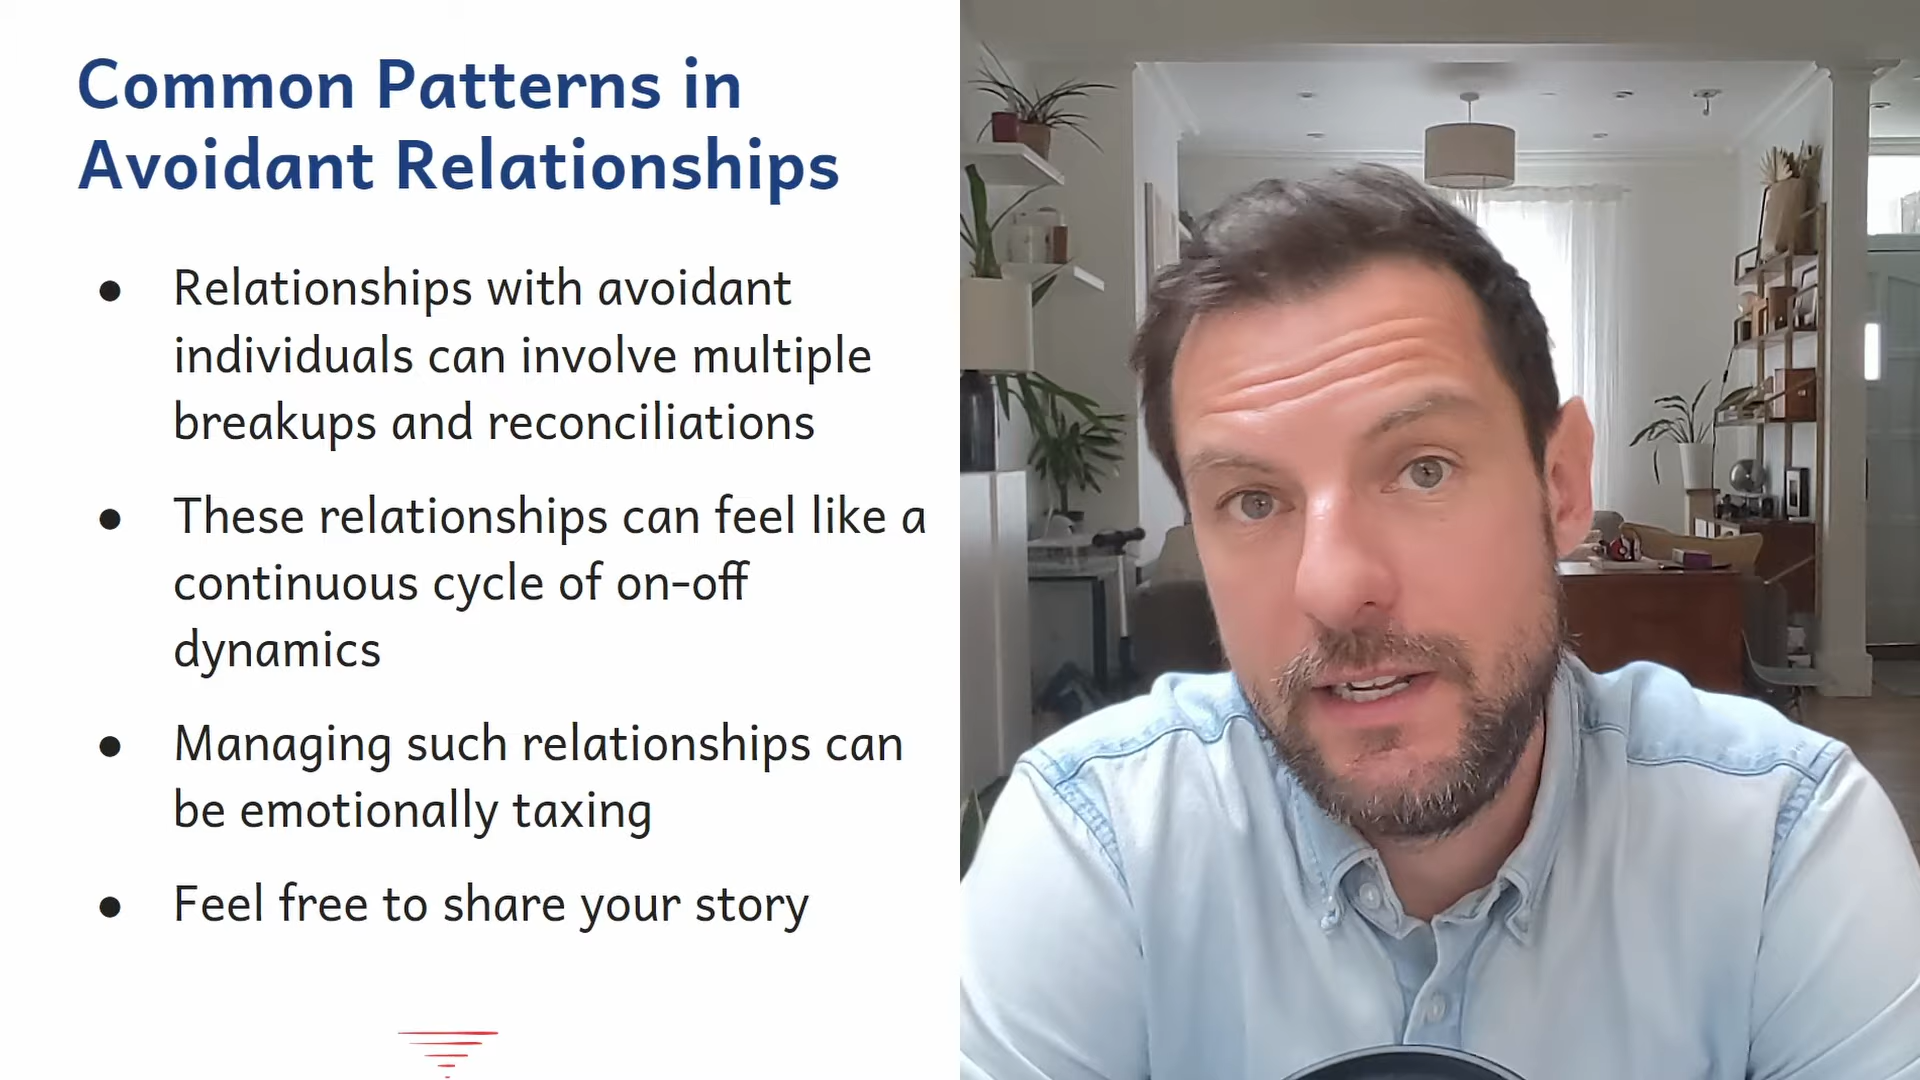 Common Patterns in
Avoidant Relationships
● Relationships with avoidant
individuals can involve multiple
breakups and reconciliations
● These relationships can feel like a
continuous cycle of on-off
dynamics
● Managing such relationships can
be emotionally taxing
● Feel free to share your story